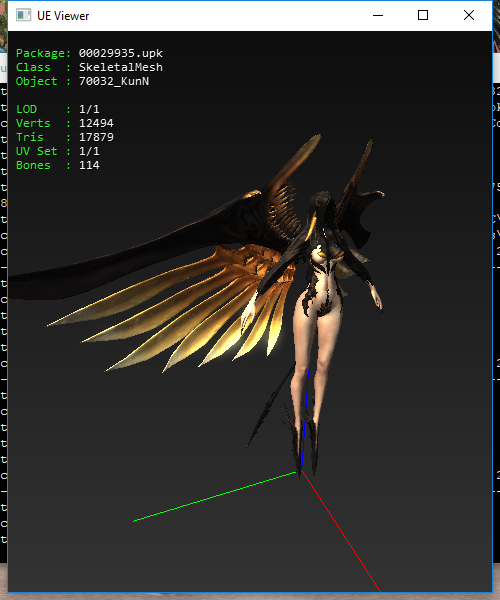 UE Viewer
Package: 00029935.upk
Class : SkeletalMesh
Object : 70032_KunN
LOD : 1/1
Verts : 12494
Tris : 17879
UV Set : 1/1
Bones : 114